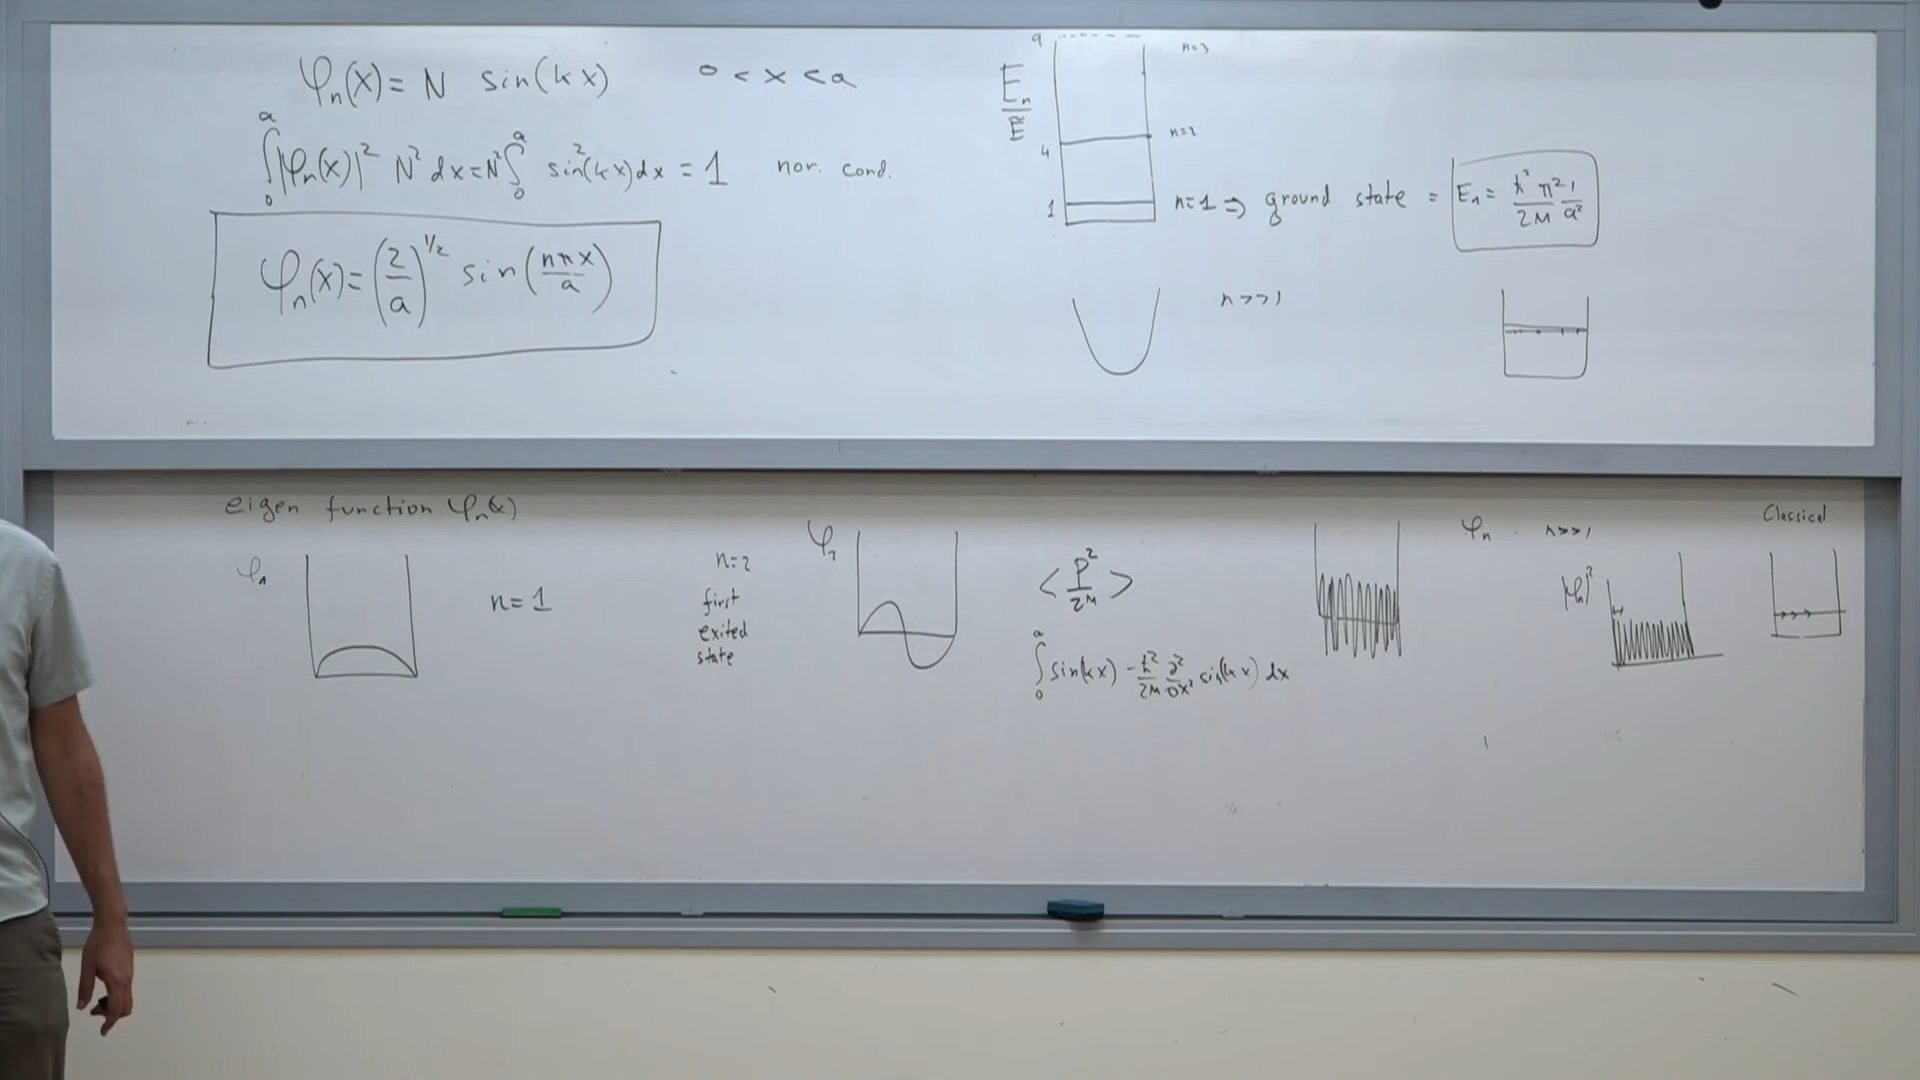 φₙ(x) = N sin(kx)   0 < x < a
∫₀ᵃ |φₙ(x)|² N² dx = N² ∫₀ᵃ sin²(kx) dx = 1   nor. cond.
φₙ(x) = (2/a)^1/2 sin(nπx/a)
Eₙ/Ẽ
9   n=3
4   n=2
1   n=1 ⇒ ground state = E₁ = ħ²π²1/2M a²
n>>1
eigen function φₙ(x)
φ₁   n=1
n=2
first
exited
state
φ₂
<P²/2M>
∫₀ᵃ sin(kx) -ħ²/2M ∂²/∂x² sin(kx) dx
φₙ   n>>1
|φₙ|²
Classical